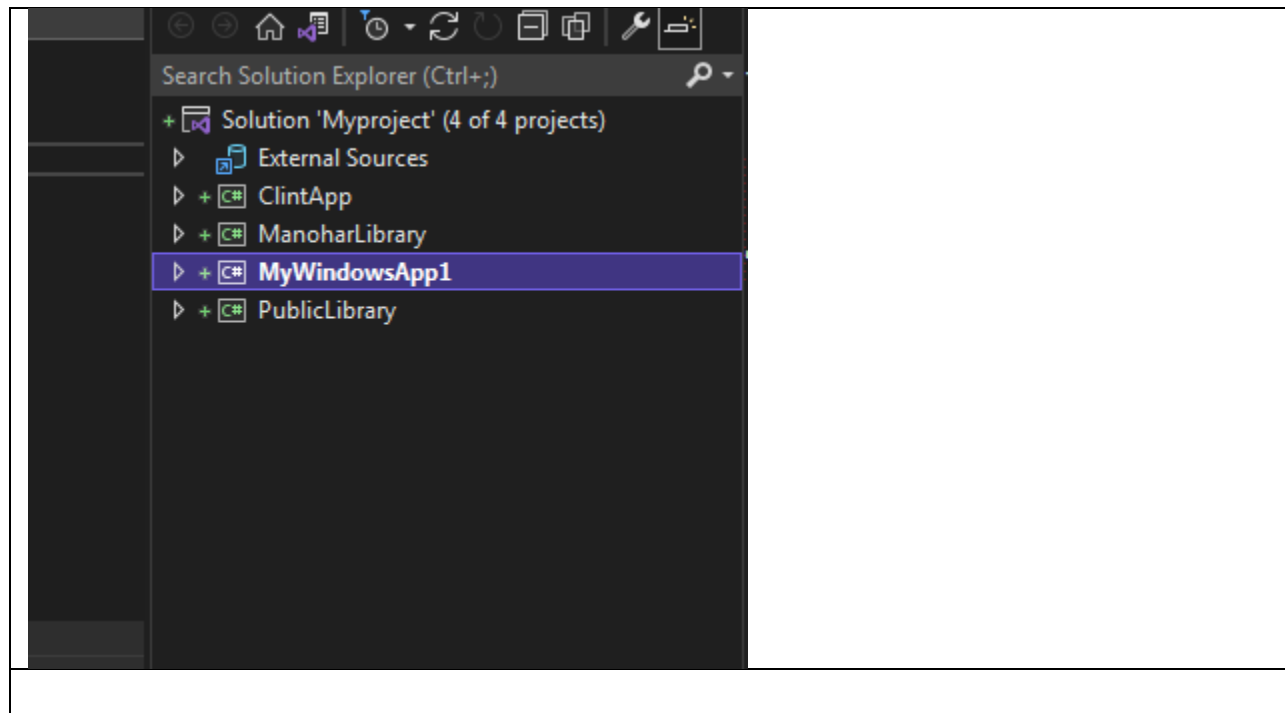 Search Solution Explorer (Ctrl+;)
Solution 'Myproject' (4 of 4 projects)
External Sources
C# ClintApp
C# ManoharLibrary
C# MyWindowsApp1
C# PublicLibrary